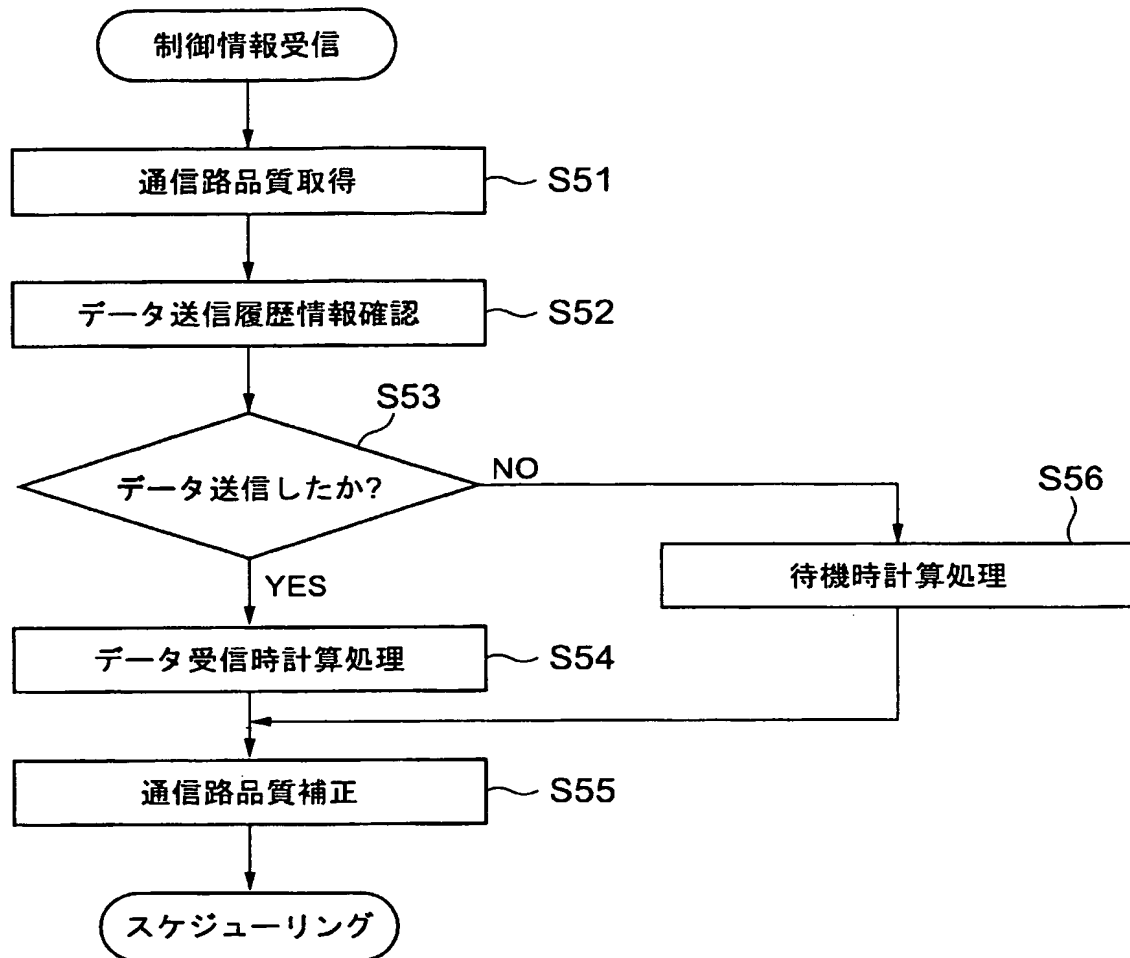 制御情報受信
通信路品質取得
S51
データ送信履歴情報確認
S52
S53
データ送信したか?
NO
S56
待機時計算処理
YES
データ受信時計算処理
S54
通信路品質補正
S55
スケジューリング